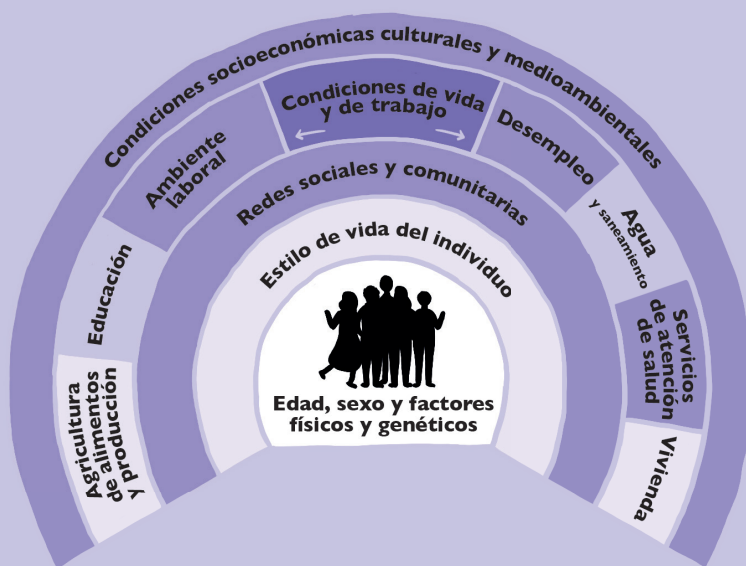 Condiciones socioeconómicas culturales y medioambientales
Condiciones de vida
y de trabajo
Ambiente
laboral
Desempleo
Educación
Agua
y saneamiento
Agricultura
de alimentos
y producción
Servicios
de atención
de salud
Vivienda
Redes sociales y comunitarias
Estilo de vida del individuo
Edad, sexo y factores
físicos y genéticos